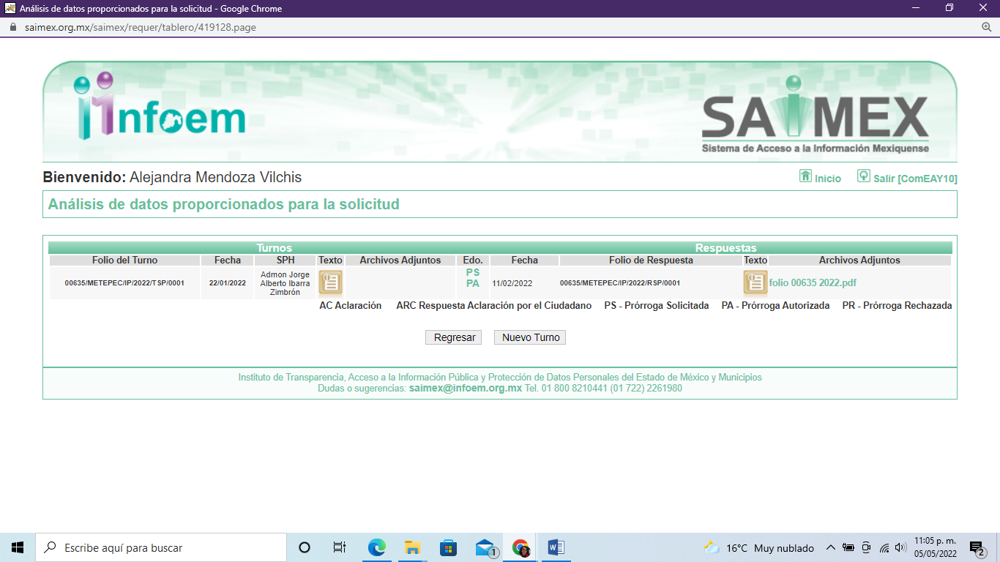 Análisis de datos proporcionados para la solicitud - Google Chrome
saimex.org.mx/saimex/requer/tablero/419128.page
infoem
SAIMEX
Sistema de Acceso a la Información Mexiquense
Bienvenido: Alejandra Mendoza Vilchis
Inicio
Salir [ComEAY10]
Análisis de datos proporcionados para la solicitud
Turnos
Respuestas
Folio del Turno
Fecha
SPH
Texto
Archivos Adjuntos
Edo.
Fecha
Folio de Respuesta
Texto
Archivos Adjuntos
00635/METEPEC/IP/2022/TSP/0001
22/01/2022
Admon Jorge
Alberto Ibarra
Zimbrón
PS
PA
11/02/2022
00635/METEPEC/IP/2022/RSP/0001
folio 00635 2022.pdf
AC Aclaración
ARC Respuesta Aclaración por el Ciudadano
PS - Prórroga Solicitada
PA - Prórroga Autorizada
PR - Prórroga Rechazada
Regresar
Nuevo Turno
Instituto de Transparencia, Acceso a la Información Pública y Protección de Datos Personales del Estado de México y Municipios
Dudas o sugerencias: saimex@infoem.org.mx Tel. 01 800 8210441 (01 722) 2261980
Escribe aquí para buscar
1
16°C Muy nublado
11:05 p. m.
05/05/2022
2